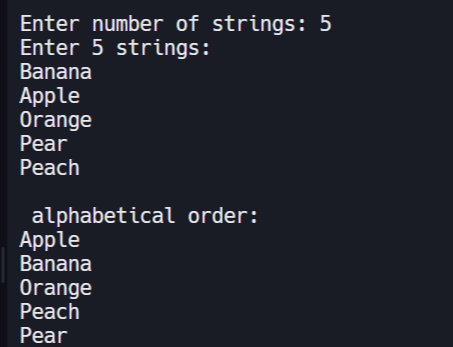 Enter number of strings: 5
Enter 5 strings:
Banana
Apple
Orange
Pear
Peach
alphabetical order:
Apple
Banana
Orange
Peach
Pear